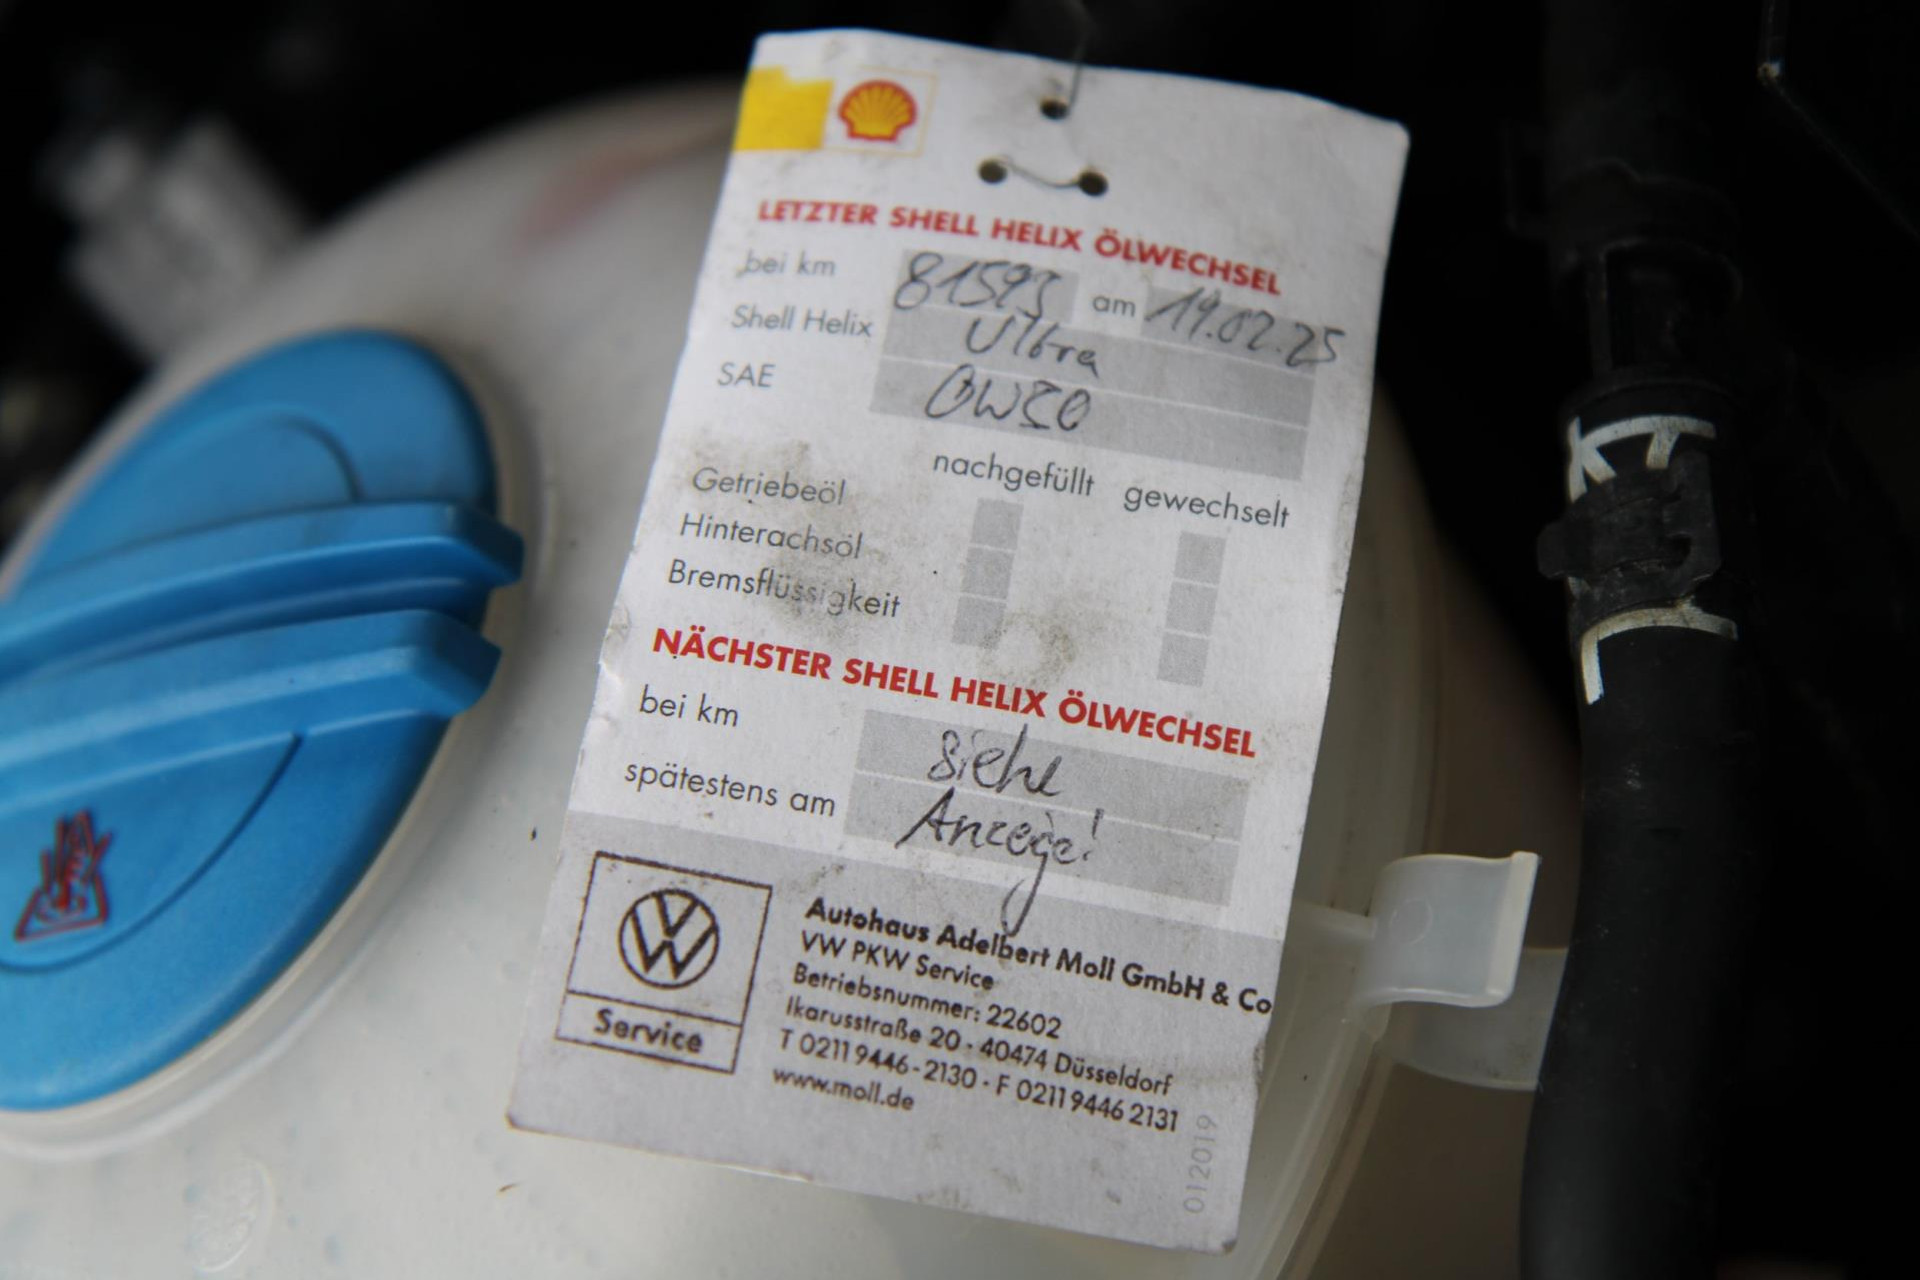 LETZTER SHELL HELIX ÖLWECHSEL
bei km 81593 am 19.02.25
Shell Helix Ultra
SAE 0W30
nachgefüllt gewechselt
Getriebeöl
Hinterachsöl
Bremsflüssigkeit
NÄCHSTER SHELL HELIX ÖLWECHSEL
bei km siehe
spätestens am Anzeige!
Autohaus Adelbert Moll GmbH & Co
VW PKW Service
Betriebsnummer: 22602
Ikarusstraße 20 · 40474 Düsseldorf
T 0211 9446-2130 · F 0211 9446 2131
www.moll.de
Service
012019